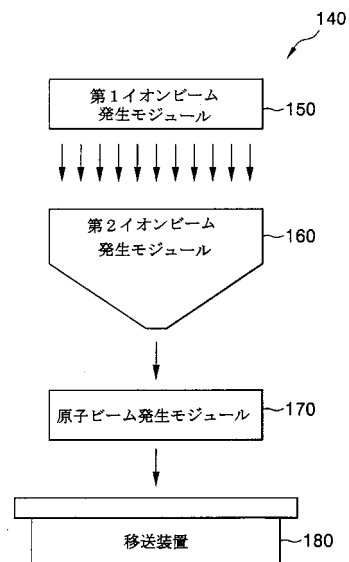 140
第1イオンビーム
発生モジュール
150
第2イオンビーム
発生モジュール
160
原子ビーム発生モジュール
170
移送装置
180